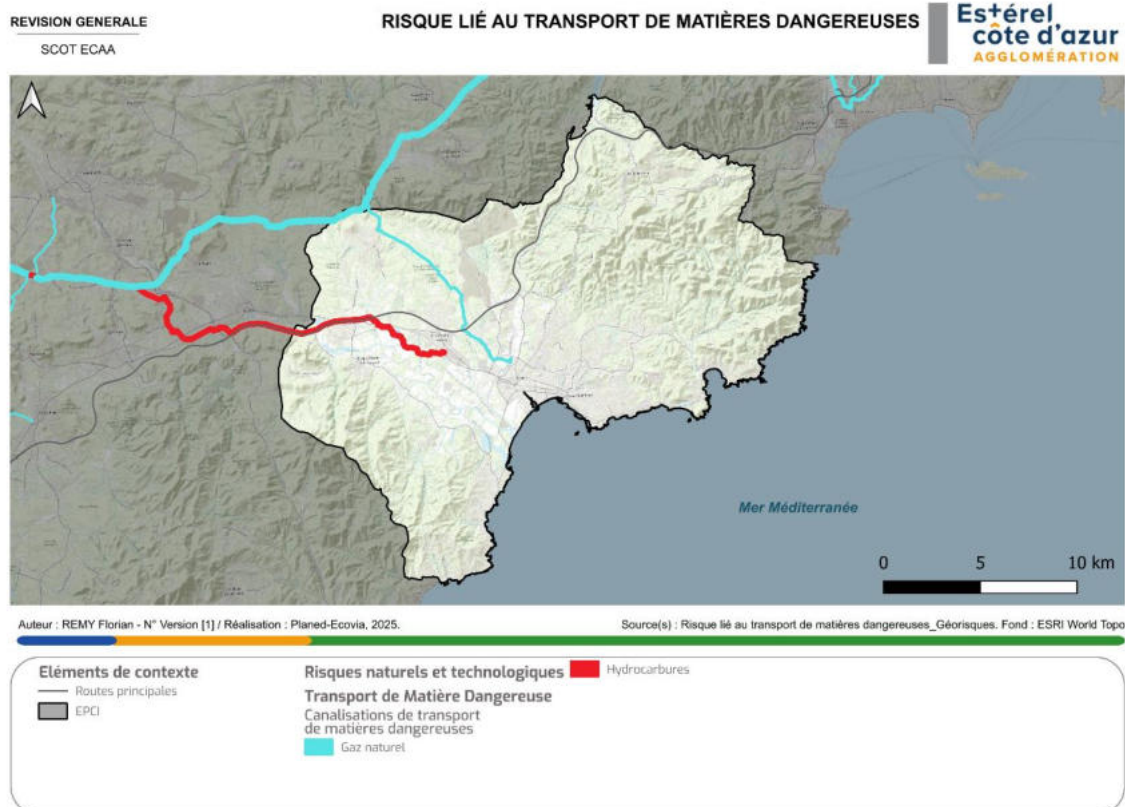 REVISION GENERALE
SCOT ECAA
RISQUE LIÉ AU TRANSPORT DE MATIÈRES DANGEREUSES
Estérel
côte d'azur
AGGLOMÉRATION
Mer Méditerranée
0 5 10 km
Auteur : REMY Florian - N° Version [1] / Réalisation : Planed-Ecovia, 2025.
Source(s) : Risque lié au transport de matières dangereuses_Géorisques. Fond : ESRI World Topo
Eléments de contexte
Routes principales
EPCI
Risques naturels et technologiques
Transport de Matière Dangereuse
Canalisations de transport
de matières dangereuses
Gaz naturel
Hydrocarbures